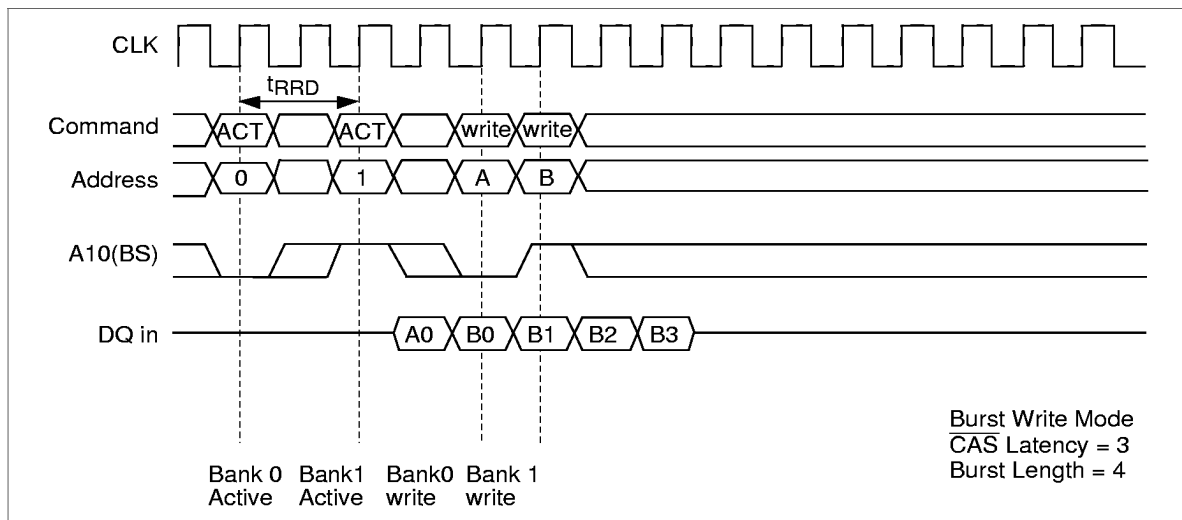 CLK
tRRD
Command ACT ACT write write
Address 0 1 A B
A10(BS)
DQ in A0 B0 B1 B2 B3
Burst Write Mode
CAS Latency = 3
Burst Length = 4
Bank 0 Bank1 Bank0 Bank 1
Active Active write write